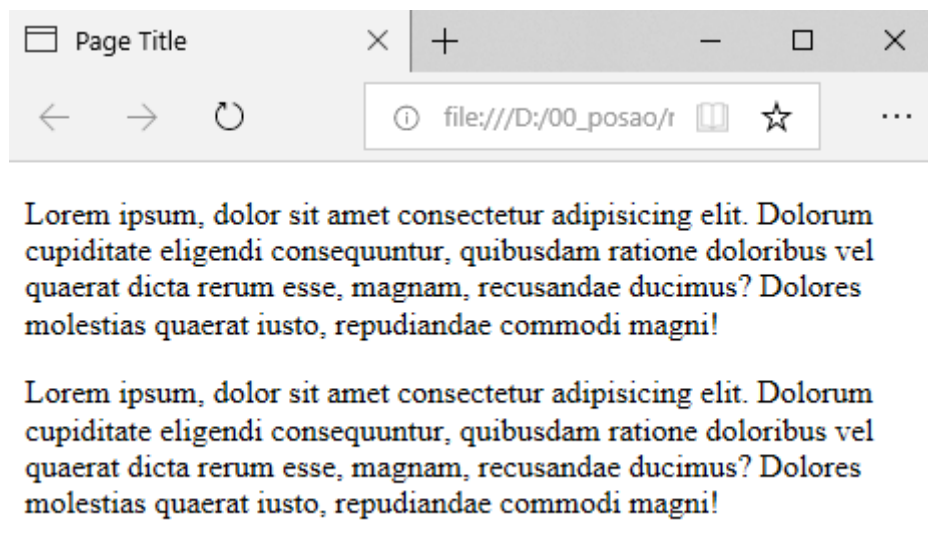 Page Title
file:///D:/00_posao/r
Lorem ipsum, dolor sit amet consectetur adipisicing elit. Dolorum
cupiditate eligendi consequuntur, quibusdam ratione doloribus vel
quaerat dicta rerum esse, magnam, recusandae ducimus? Dolores
molestias quaerat iusto, repudiandae commodi magni!
Lorem ipsum, dolor sit amet consectetur adipisicing elit. Dolorum
cupiditate eligendi consequuntur, quibusdam ratione doloribus vel
quaerat dicta rerum esse, magnam, recusandae ducimus? Dolores
molestias quaerat iusto, repudiandae commodi magni!